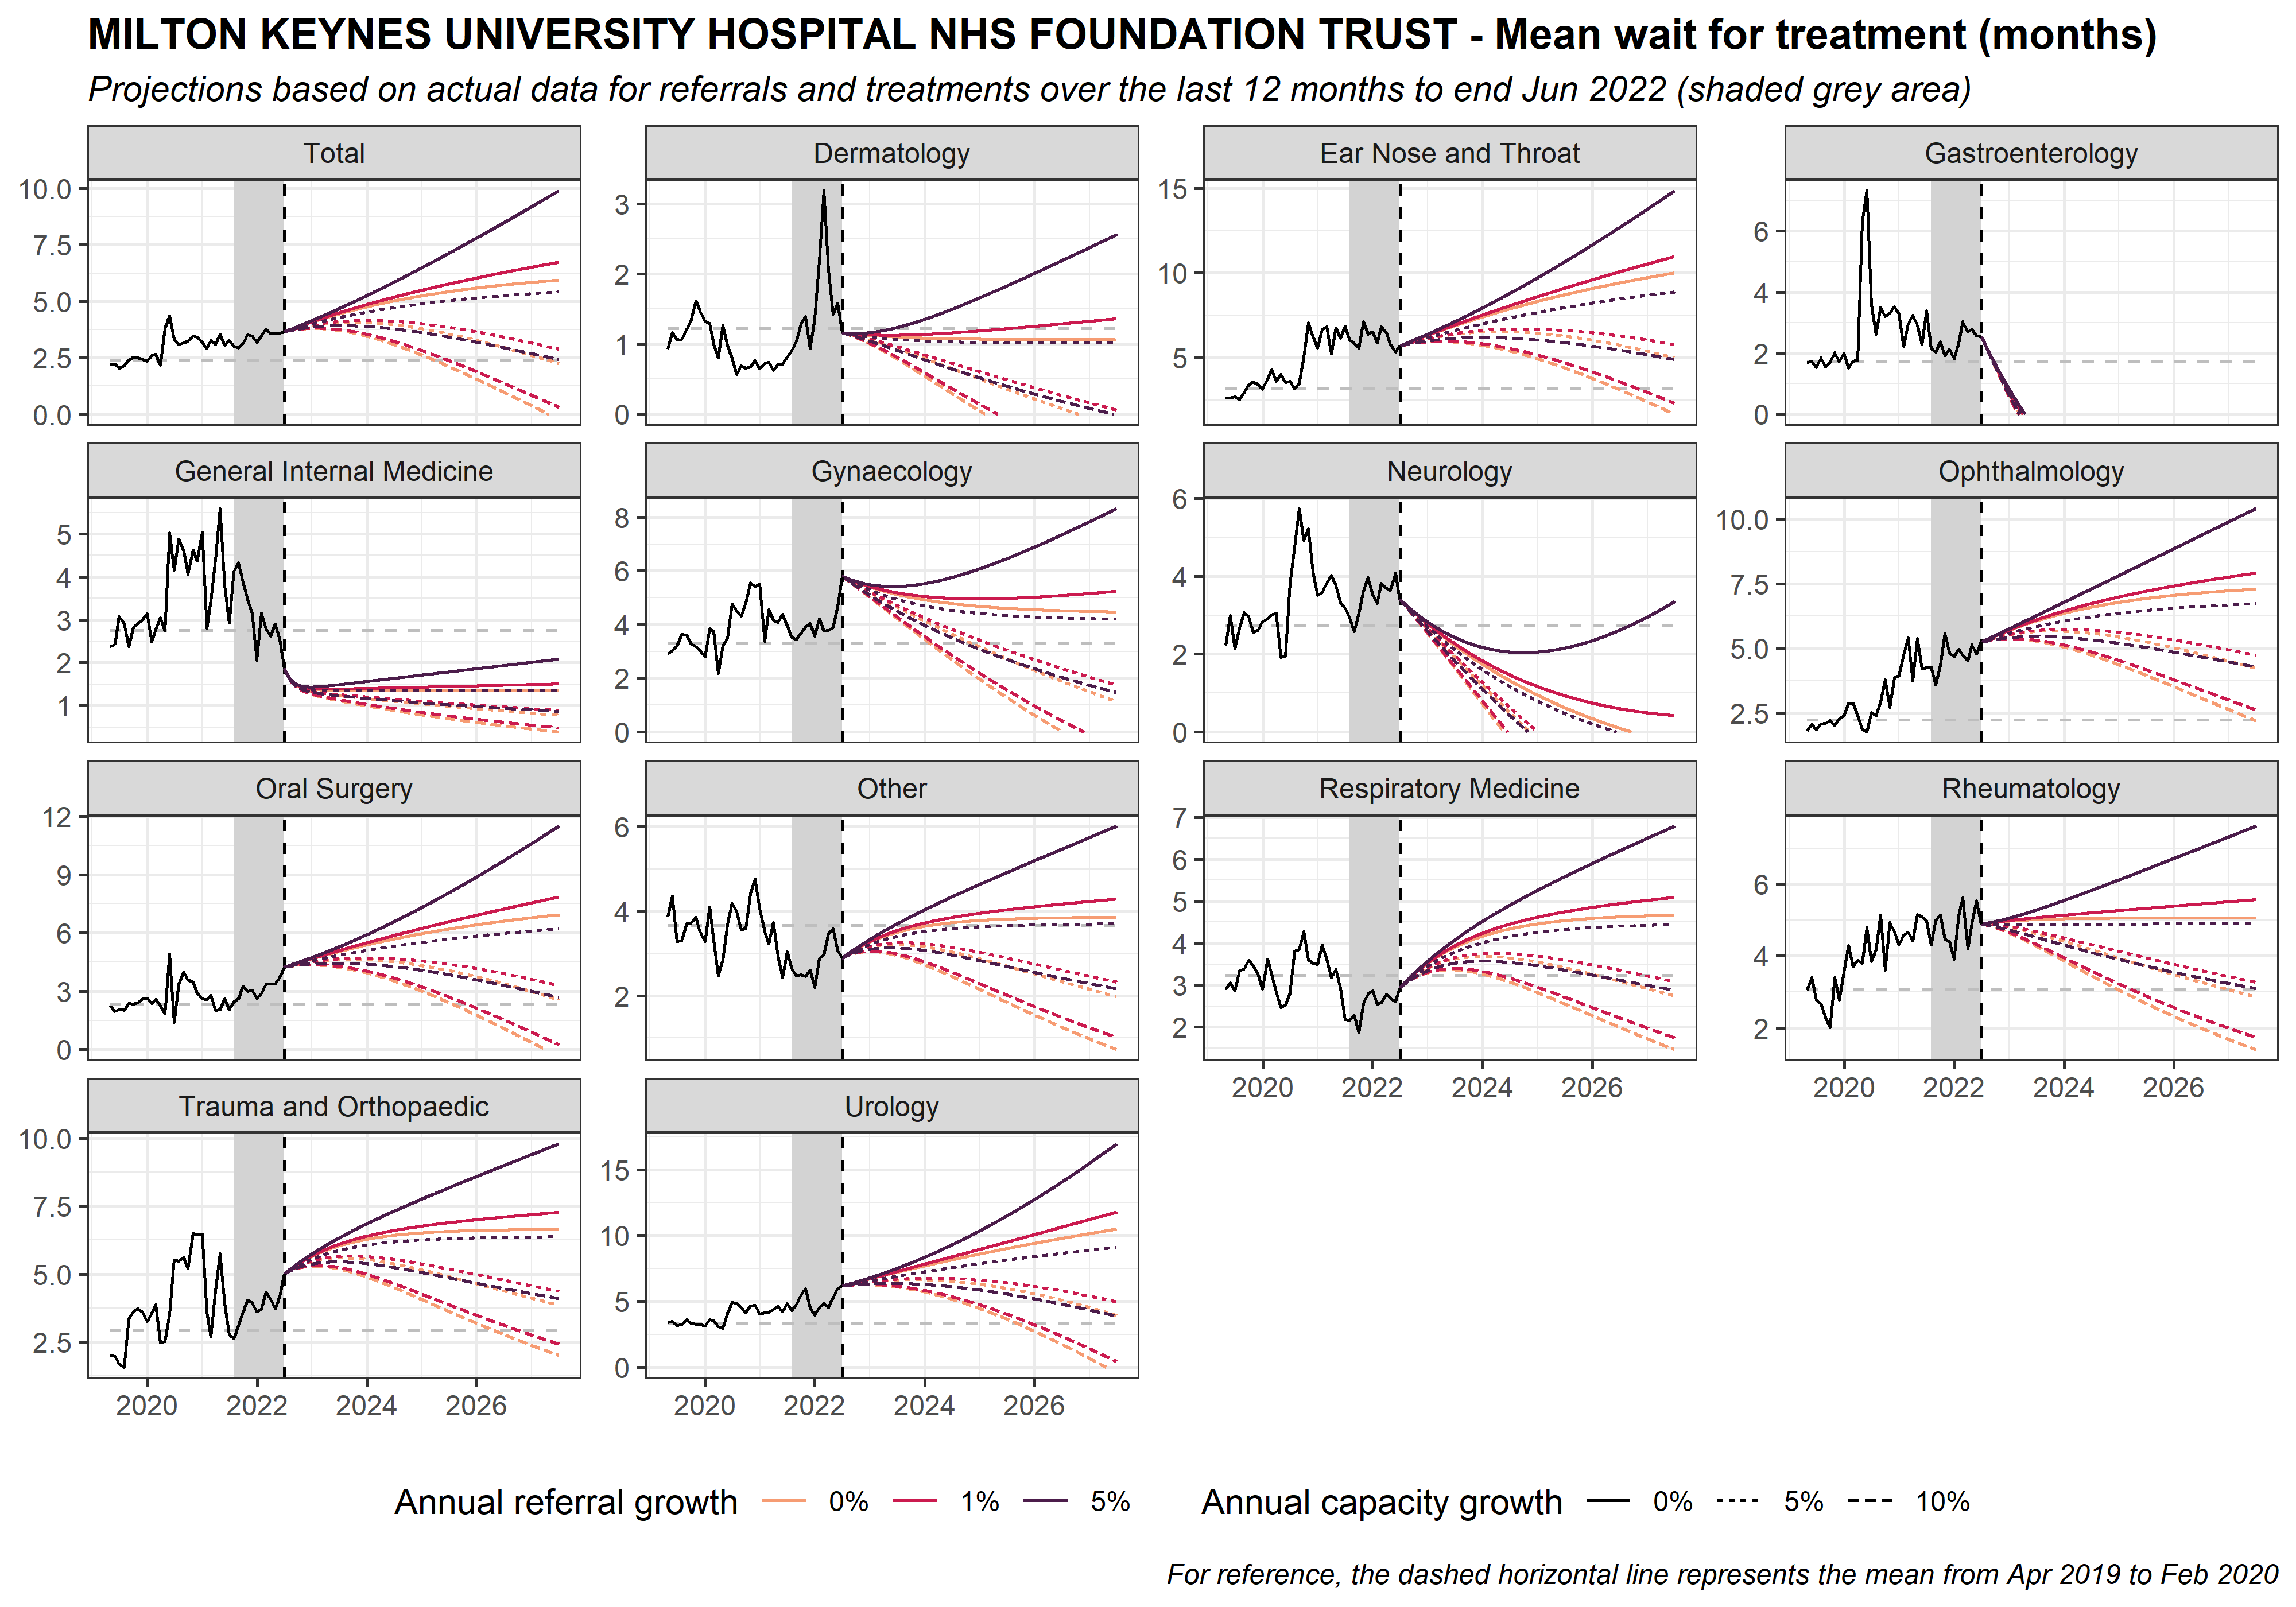 MILTON KEYNES UNIVERSITY HOSPITAL NHS FOUNDATION TRUST - Mean wait for treatment (months)
Projections based on actual data for referrals and treatments over the last 12 months to end Jun 2022 (shaded grey area)
Total
10.0
7.5
5.0
2.5
0.0
Dermatology
3
2
1
0
Ear Nose and Throat
15
10
5
Gastroenterology
6
4
2
0
General Internal Medicine
5
4
3
2
1
Gynaecology
8
6
4
2
0
Neurology
6
4
2
0
Ophthalmology
10.0
7.5
5.0
2.5
Oral Surgery
12
9
6
3
0
Other
6
4
2
Respiratory Medicine
7
6
5
4
3
2
2020 2022 2024 2026
Rheumatology
6
4
2
2020 2022 2024 2026
Trauma and Orthopaedic
10.0
7.5
5.0
2.5
2020 2022 2024 2026
Urology
15
10
5
0
2020 2022 2024 2026
Annual referral growth 0% 1% 5% Annual capacity growth 0% 5% 10%
For reference, the dashed horizontal line represents the mean from Apr 2019 to Feb 2020